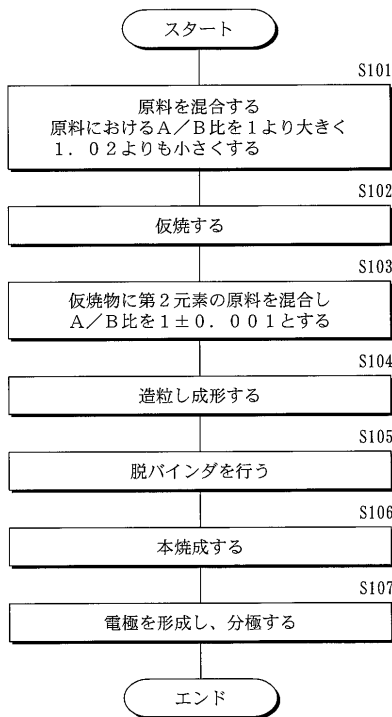 スタート
S101
原料を混合する
原料におけるA/B比を1より大きく
1.02よりも小さくする
S102
仮焼する
S103
仮焼物に第2元素の原料を混合し
A/B比を1±0.001とする
S104
造粒し成形する
S105
脱バインダを行う
S106
本焼成する
S107
電極を形成し、分極する
エンド